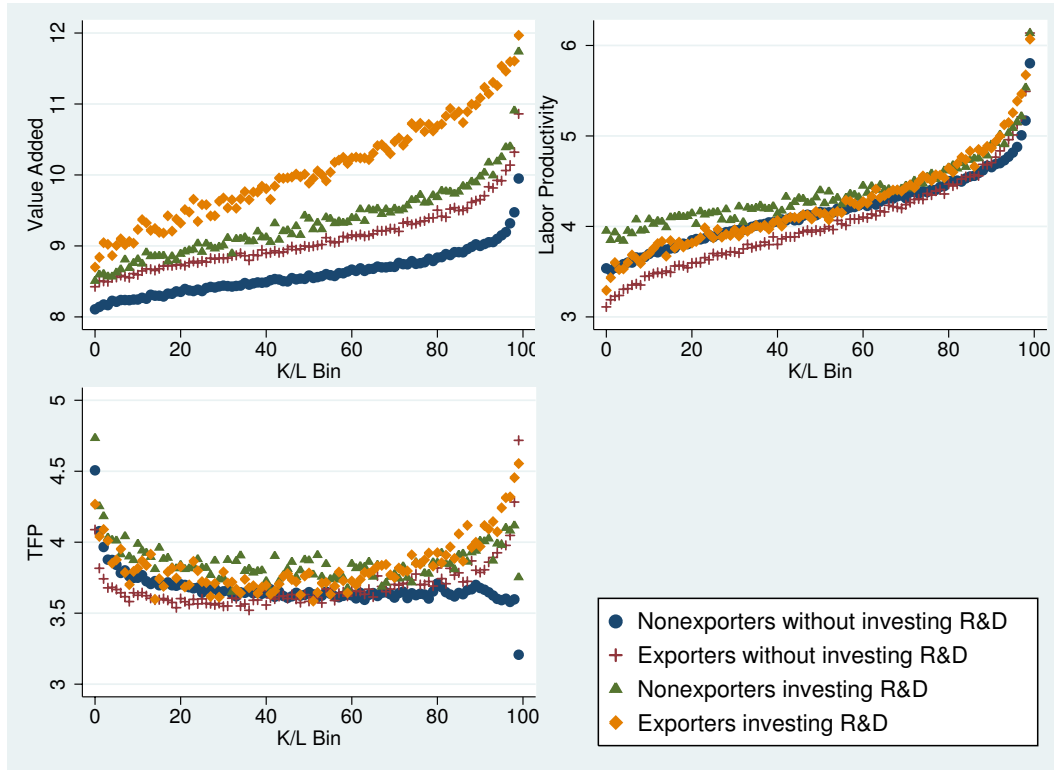 Value Added
12
11
10
9
8
0 20 40 60 80 100
K/L Bin
Labor Productivity
6
5
4
3
0 20 40 60 80 100
K/L Bin
TFP
5
4.5
4
3.5
3
0 20 40 60 80 100
K/L Bin
Nonexporters without investing R&D
Exporters without investing R&D
Nonexporters investing R&D
Exporters investing R&D